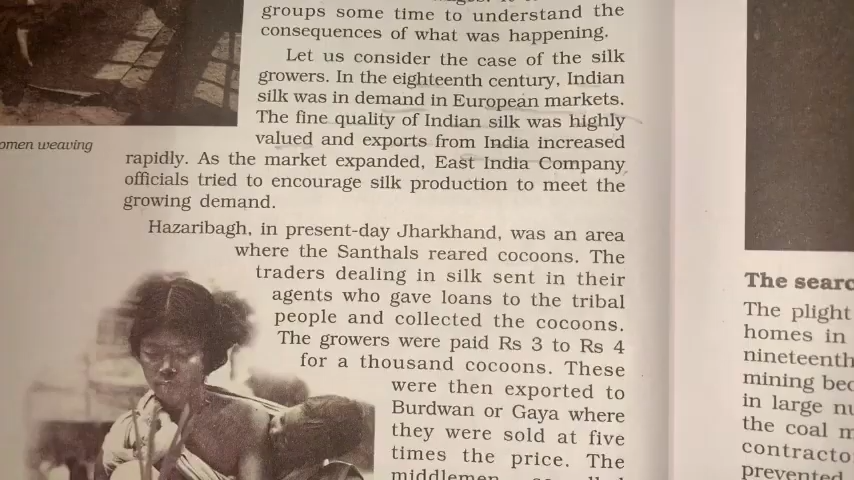 groups some time to understand the
consequences of what was happening.
Let us consider the case of the silk
growers. In the eighteenth century, Indian
silk was in demand in European markets.
The fine quality of Indian silk was highly
valued and exports from India increased
rapidly. As the market expanded, East India Company
officials tried to encourage silk production to meet the
growing demand.
Hazaribagh, in present-day Jharkhand, was an area
where the Santhals reared cocoons. The
traders dealing in silk sent in their
agents who gave loans to the tribal
people and collected the cocoons.
The growers were paid Rs 3 to Rs 4
for a thousand cocoons. These
were then exported to
Burdwan or Gaya where
they were sold at five
times the price. The
middlemen
omen weaving
The searc
The plight
homes in
nineteenth
mining bec
in large nu
the coal m
contracto
prevented